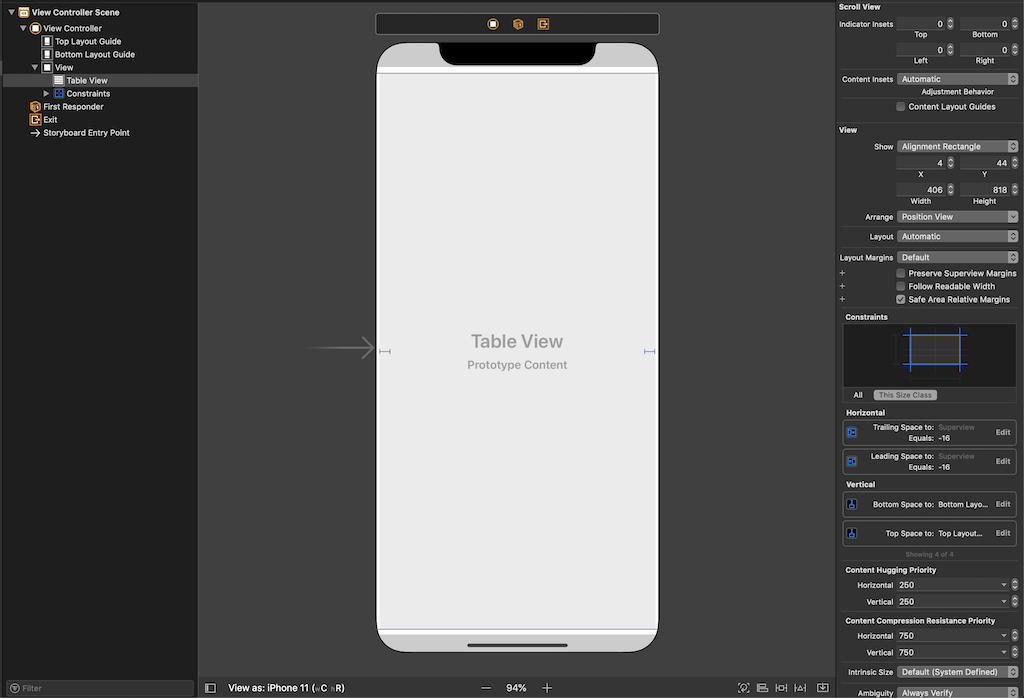 View Controller Scene
View Controller
Top Layout Guide
Bottom Layout Guide
View
Table View
Constraints
First Responder
Exit
Storyboard Entry Point
Filter
Table View
Prototype Content
View as: iPhone 11 (wC hR)
94%
Scroll View
Indicator Insets 0 0
Top Bottom
0 0
Left Right
Content Insets Automatic
Adjustment Behavior
Content Layout Guides
View
Show Alignment Rectangle
4 44
X Y
406 818
Width Height
Arrange Position View
Layout Automatic
Layout Margins Default
Preserve Superview Margins
Follow Readable Width
Safe Area Relative Margins
Constraints
All This Size Class
Horizontal
Trailing Space to: Superview
Equals: -16 Edit
Leading Space to: Superview
Equals: -16 Edit
Vertical
Bottom Space to: Bottom Layo... Edit
Top Space to: Top Layout... Edit
Showing 4 of 4
Content Hugging Priority
Horizontal 250
Vertical 250
Content Compression Resistance Priority
Horizontal 750
Vertical 750
Intrinsic Size Default (System Defined)
Ambiguity Always Verify